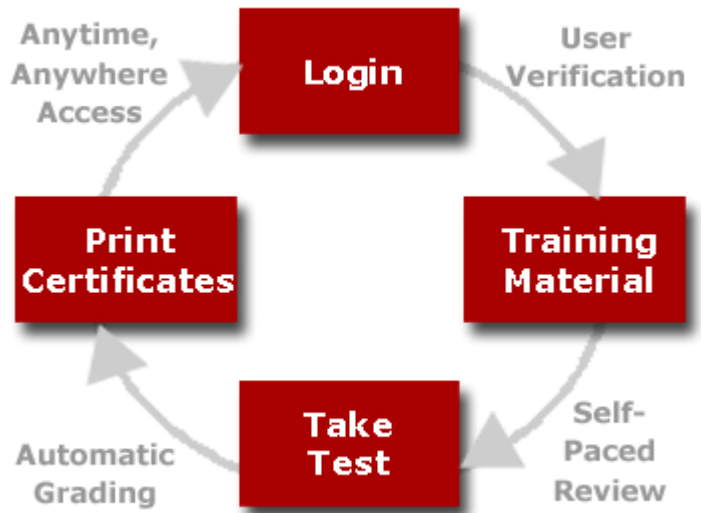 Login
User
Verification
Training
Material
Self-
Paced
Review
Take
Test
Automatic
Grading
Print
Certificates
Anytime,
Anywhere
Access